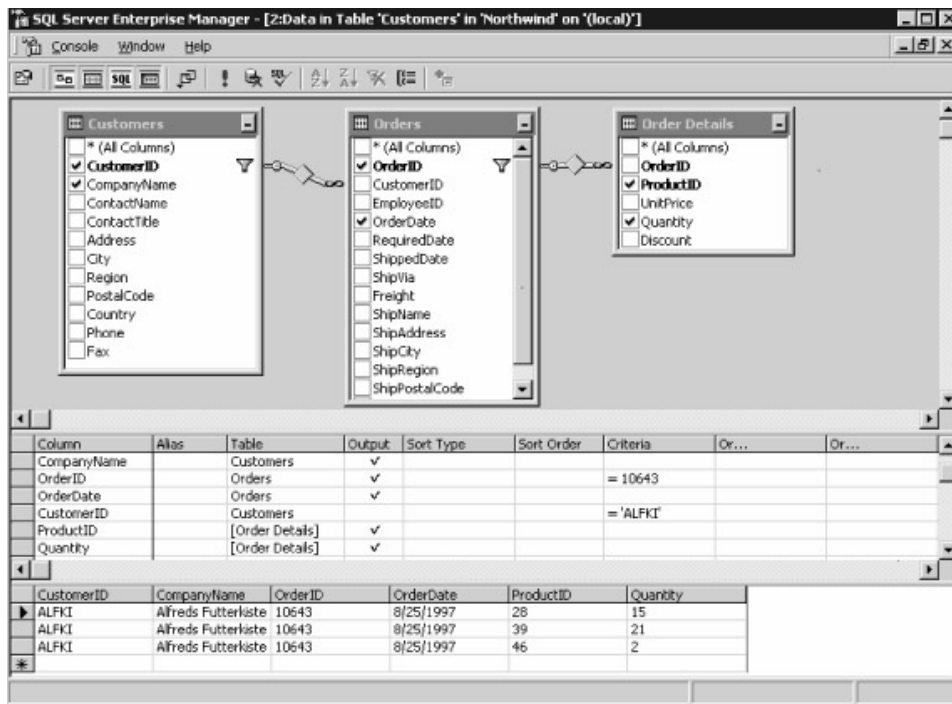 SQL Server Enterprise Manager - [2:Data in Table 'Customers' in 'Northwind' on '(local)']
Console Window Help
SQL
Customers
* (All Columns)
CustomerID
CompanyName
ContactName
ContactTitle
Address
City
Region
PostalCode
Country
Phone
Fax
Orders
* (All Columns)
OrderID
CustomerID
EmployeeID
OrderDate
RequiredDate
ShippedDate
ShipVia
Freight
ShipName
ShipAddress
ShipCity
ShipRegion
ShipPostalCode
Order Details
* (All Columns)
OrderID
ProductID
UnitPrice
Quantity
Discount
Column Alias Table Output Sort Type Sort Order Criteria Or... Or...
CompanyName Customers
OrderID Orders = 10643
OrderDate Orders
CustomerID Customers = 'ALFKI'
ProductID [Order Details]
Quantity [Order Details]
CustomerID CompanyName OrderID OrderDate ProductID Quantity
ALFKI Alfreds Futterkiste 10643 8/25/1997 28 15
ALFKI Alfreds Futterkiste 10643 8/25/1997 39 21
ALFKI Alfreds Futterkiste 10643 8/25/1997 46 2